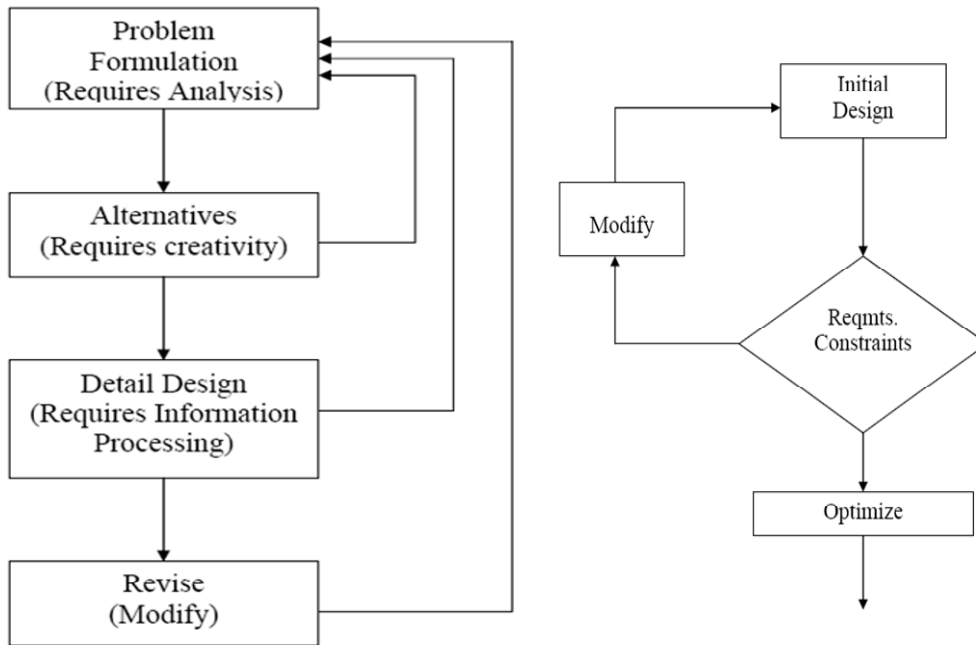 Problem
Formulation
(Requires Analysis)
Alternatives
(Requires creativity)
Detail Design
(Requires Information
Processing)
Revise
(Modify)
Initial
Design
Modify
Reqmts.
Constraints
Optimize